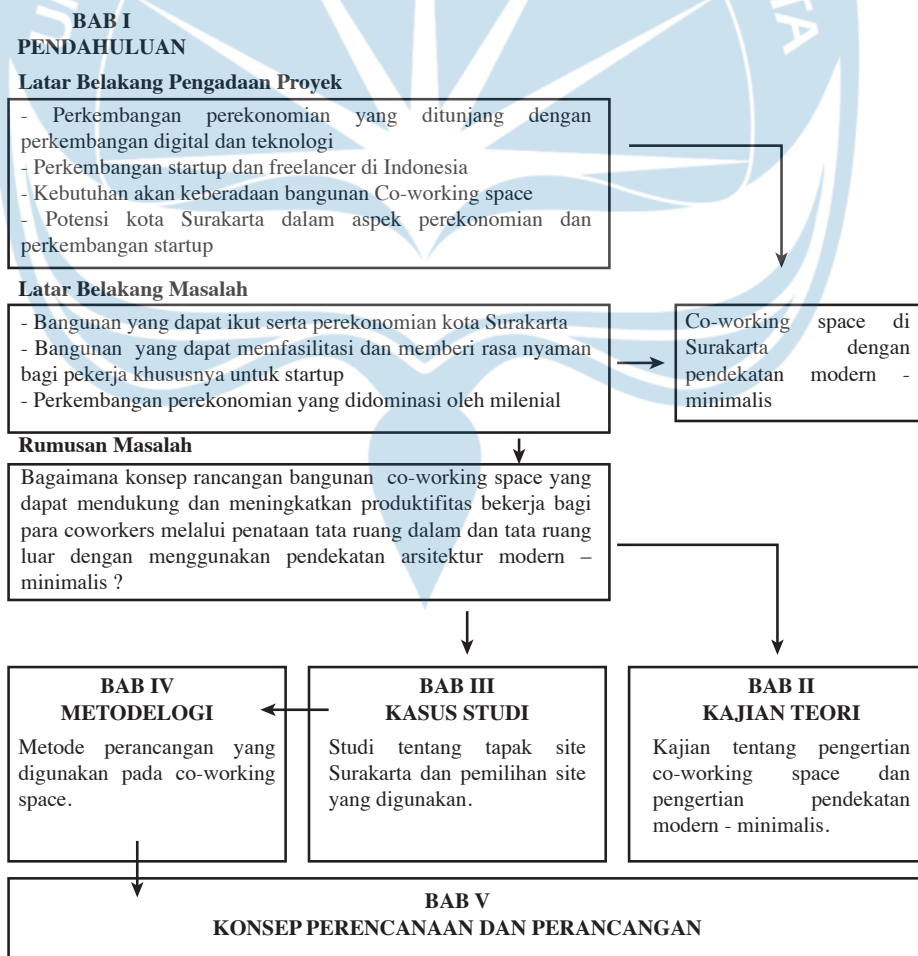 BAB I
PENDAHULUAN
Latar Belakang Pengadaan Proyek
- Perkembangan perekonomian yang ditunjang dengan
perkembangan digital dan teknologi
- Perkembangan startup dan freelancer di Indonesia
- Kebutuhan akan keberadaan bangunan Co-working space
- Potensi kota Surakarta dalam aspek perekonomian dan
perkembangan startup
Latar Belakang Masalah
- Bangunan yang dapat ikut serta perekonomian kota Surakarta
- Bangunan yang dapat memfasilitasi dan memberi rasa nyaman
bagi pekerja khususnya untuk startup
- Perkembangan perekonomian yang didominasi oleh milenial
Co-working space di
Surakarta dengan
pendekatan modern -
minimalis
Rumusan Masalah
Bagaimana konsep rancangan bangunan co-working space yang
dapat mendukung dan meningkatkan produktifitas bekerja bagi
para coworkers melalui penataan tata ruang dalam dan tata ruang
luar dengan menggunakan pendekatan arsitektur modern –
minimalis ?
BAB IV
METODELOGI
Metode perancangan yang
digunakan pada co-working
space.
BAB III
KASUS STUDI
Studi tentang tapak site
Surakarta dan pemilihan site
yang digunakan.
BAB II
KAJIAN TEORI
Kajian tentang pengertian
co-working space dan
pengertian pendekatan
modern - minimalis.
BAB V
KONSEP PERENCANAAN DAN PERANCANGAN